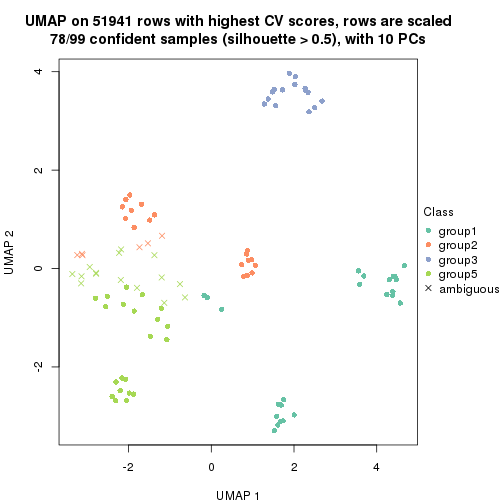 UMAP on 51941 rows with highest CV scores, rows are scaled
78/99 confident samples (silhouette > 0.5), with 10 PCs
4
2
0
-2
UMAP 2
-2
0
2
4
UMAP 1
Class
group1
group2
group3
group5
ambiguous